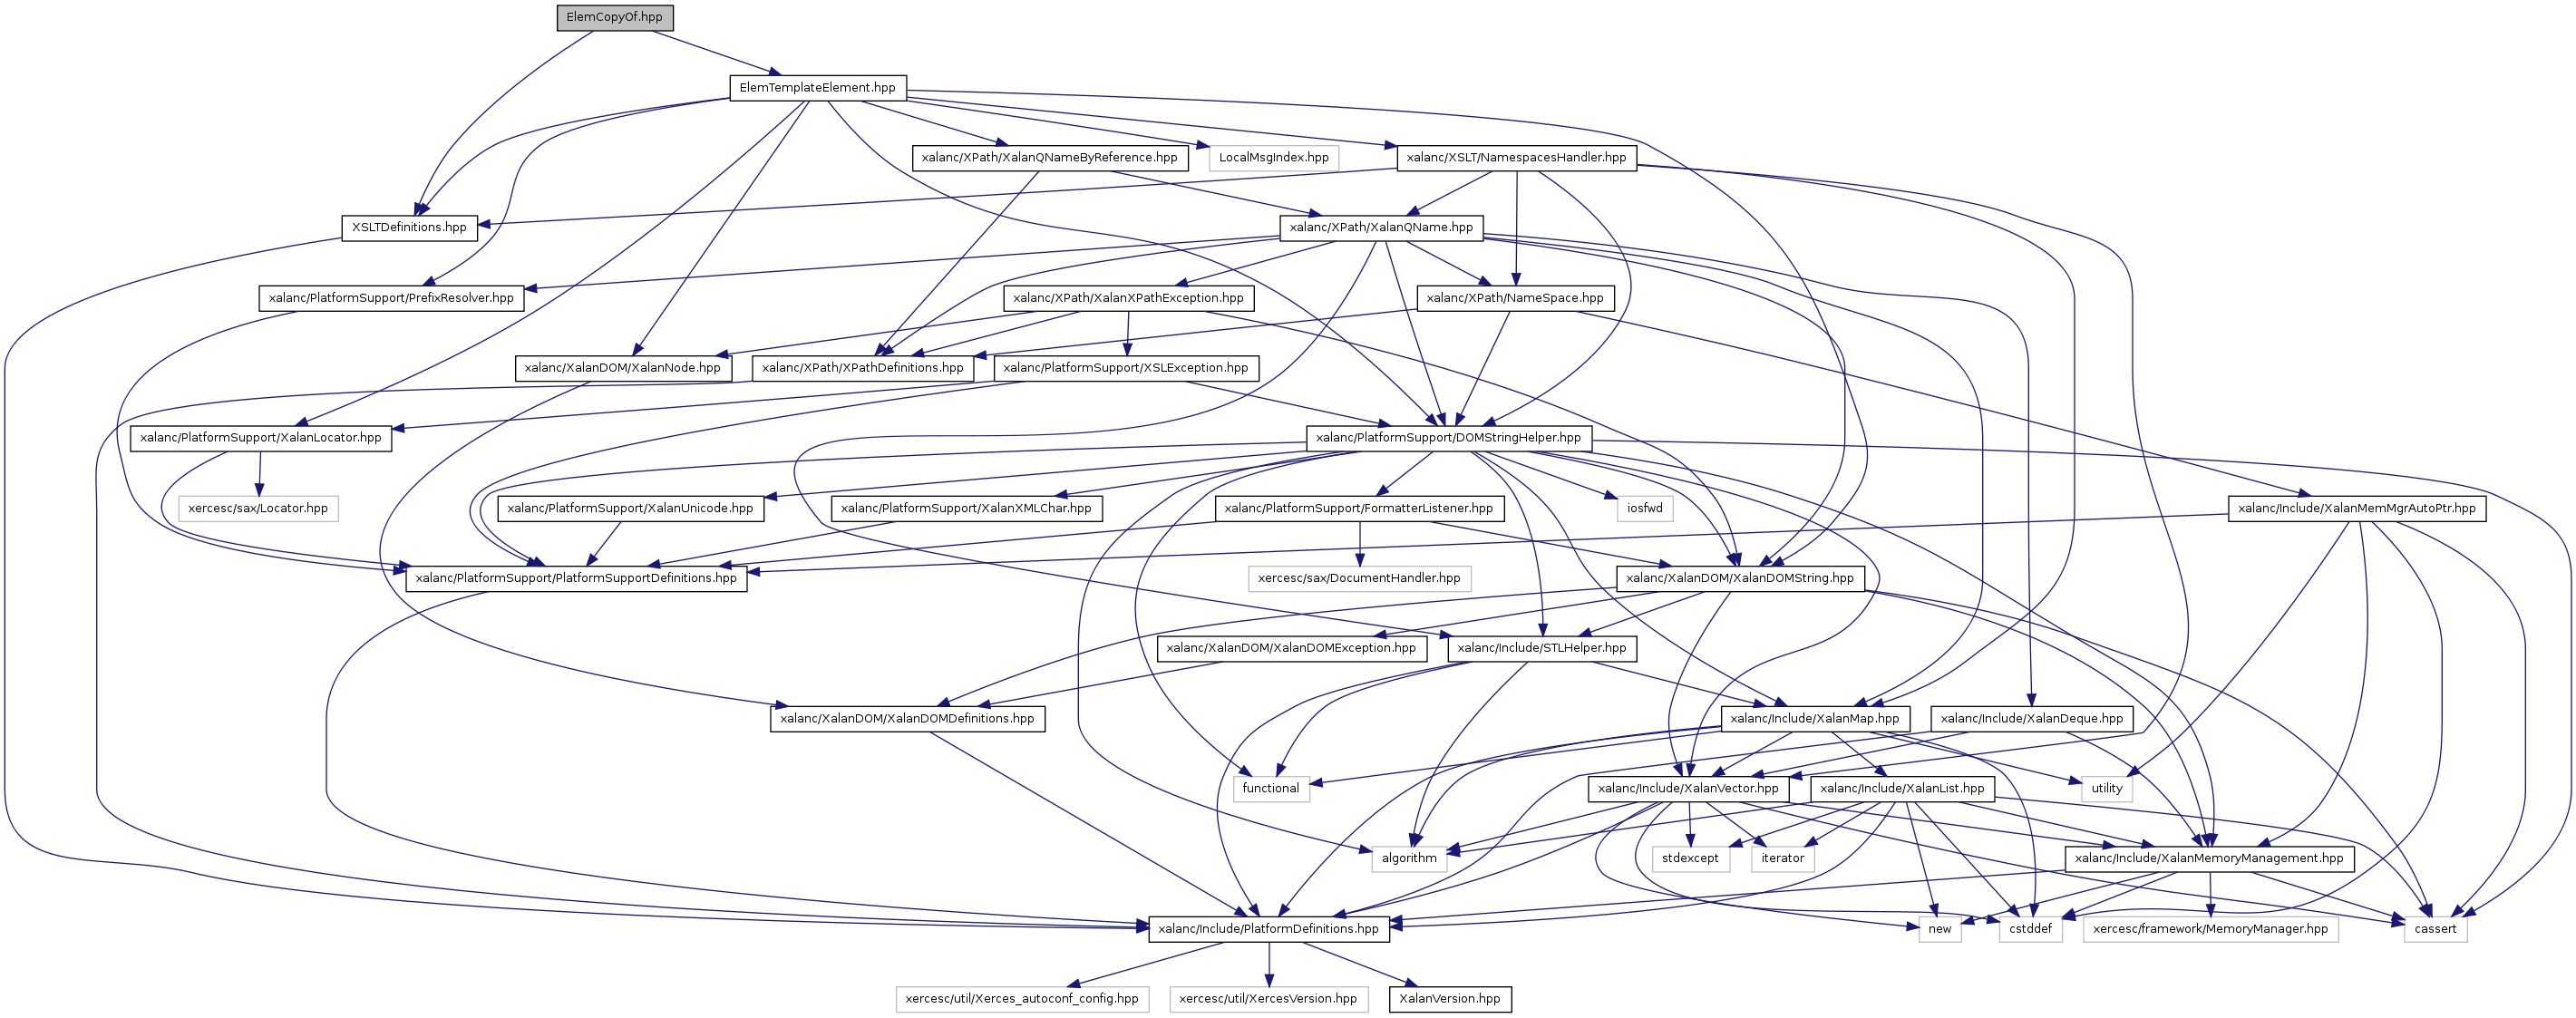 ElemCopyOf.hpp
ElemTemplateElement.hpp
xalanc/XPath/XalanQNameByReference.hpp
LocalMsgIndex.hpp
xalanc/XSLT/NamespacesHandler.hpp
XSLTDefinitions.hpp
xalanc/XPath/XalanQName.hpp
xalanc/PlatformSupport/PrefixResolver.hpp
xalanc/XPath/XalanXPathException.hpp
xalanc/XPath/NameSpace.hpp
xalanc/XalanDOM/XalanNode.hpp
xalanc/XPath/XPathDefinitions.hpp
xalanc/PlatformSupport/XSLException.hpp
xalanc/PlatformSupport/XalanLocator.hpp
xalanc/PlatformSupport/DOMStringHelper.hpp
xercesc/sax/Locator.hpp
xalanc/PlatformSupport/XalanUnicode.hpp
xalanc/PlatformSupport/XalanXMLChar.hpp
xalanc/PlatformSupport/FormatterListener.hpp
iosfwd
xalanc/Include/XalanMemMgrAutoPtr.hpp
xalanc/PlatformSupport/PlatformSupportDefinitions.hpp
xercesc/sax/DocumentHandler.hpp
xalanc/XalanDOM/XalanDOMString.hpp
xalanc/XalanDOM/XalanDOMException.hpp
xalanc/Include/STLHelper.hpp
xalanc/XalanDOM/XalanDOMDefinitions.hpp
xalanc/Include/XalanMap.hpp
xalanc/Include/XalanDeque.hpp
functional
xalanc/Include/XalanVector.hpp
xalanc/Include/XalanList.hpp
utility
algorithm
stdexcept
iterator
xalanc/Include/XalanMemoryManagement.hpp
xalanc/Include/PlatformDefinitions.hpp
new
cstddef
xercesc/framework/MemoryManager.hpp
cassert
xercesc/util/Xerces_autoconf_config.hpp
xercesc/util/XercesVersion.hpp
XalanVersion.hpp